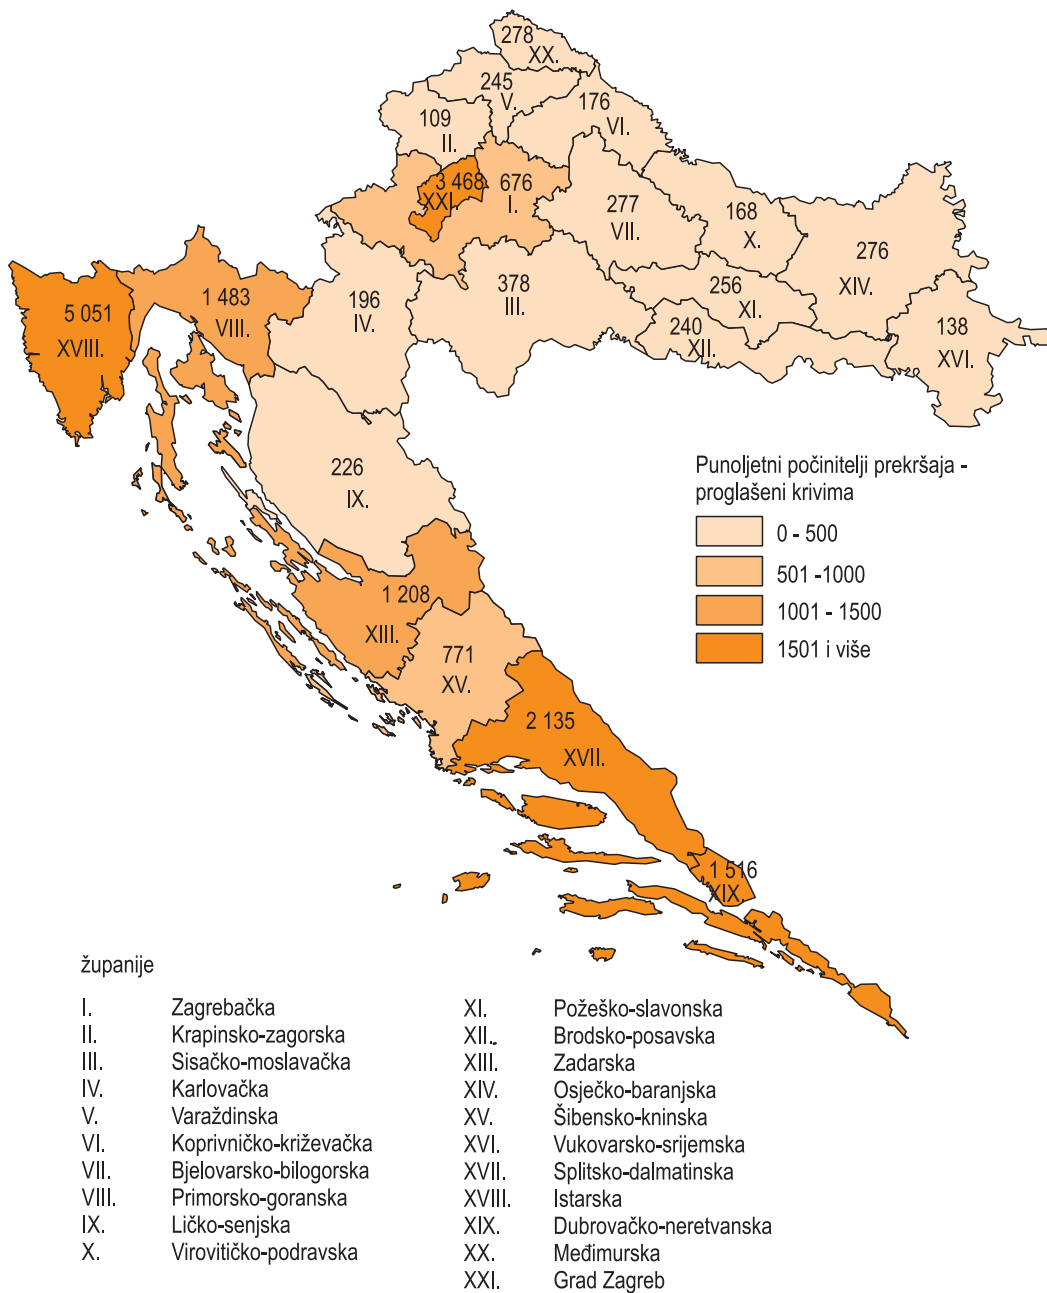 278
XX.
245
V.
176
VI.
109
II.
3 468
XXI.
676
I.
277
VII.
168
X.
276
XIV.
5 051
XVIII.
1 483
VIII.
196
IV.
378
III.
256
XI.
240
XII.
138
XVI.
226
IX.
Punoljetni počinitelji prekršaja -
proglašeni krivima
0 - 500
501 -1000
1001 - 1500
1501 i više
1 208
XIII.
771
XV.
2 135
XVII.
1 516
XIX.
županije
I. Zagrebačka
II. Krapinsko-zagorska
III. Sisačko-moslavačka
IV. Karlovačka
V. Varaždinska
VI. Koprivničko-križevačka
VII. Bjelovarsko-bilogorska
VIII. Primorsko-goranska
IX. Ličko-senjska
X. Virovitičko-podravska
XI. Požeško-slavonska
XII.. Brodsko-posavska
XIII. Zadarska
XIV. Osječko-baranjska
XV. Šibensko-kninska
XVI. Vukovarsko-srijemska
XVII. Splitsko-dalmatinska
XVIII. Istarska
XIX. Dubrovačko-neretvanska
XX. Međimurska
XXI. Grad Zagreb